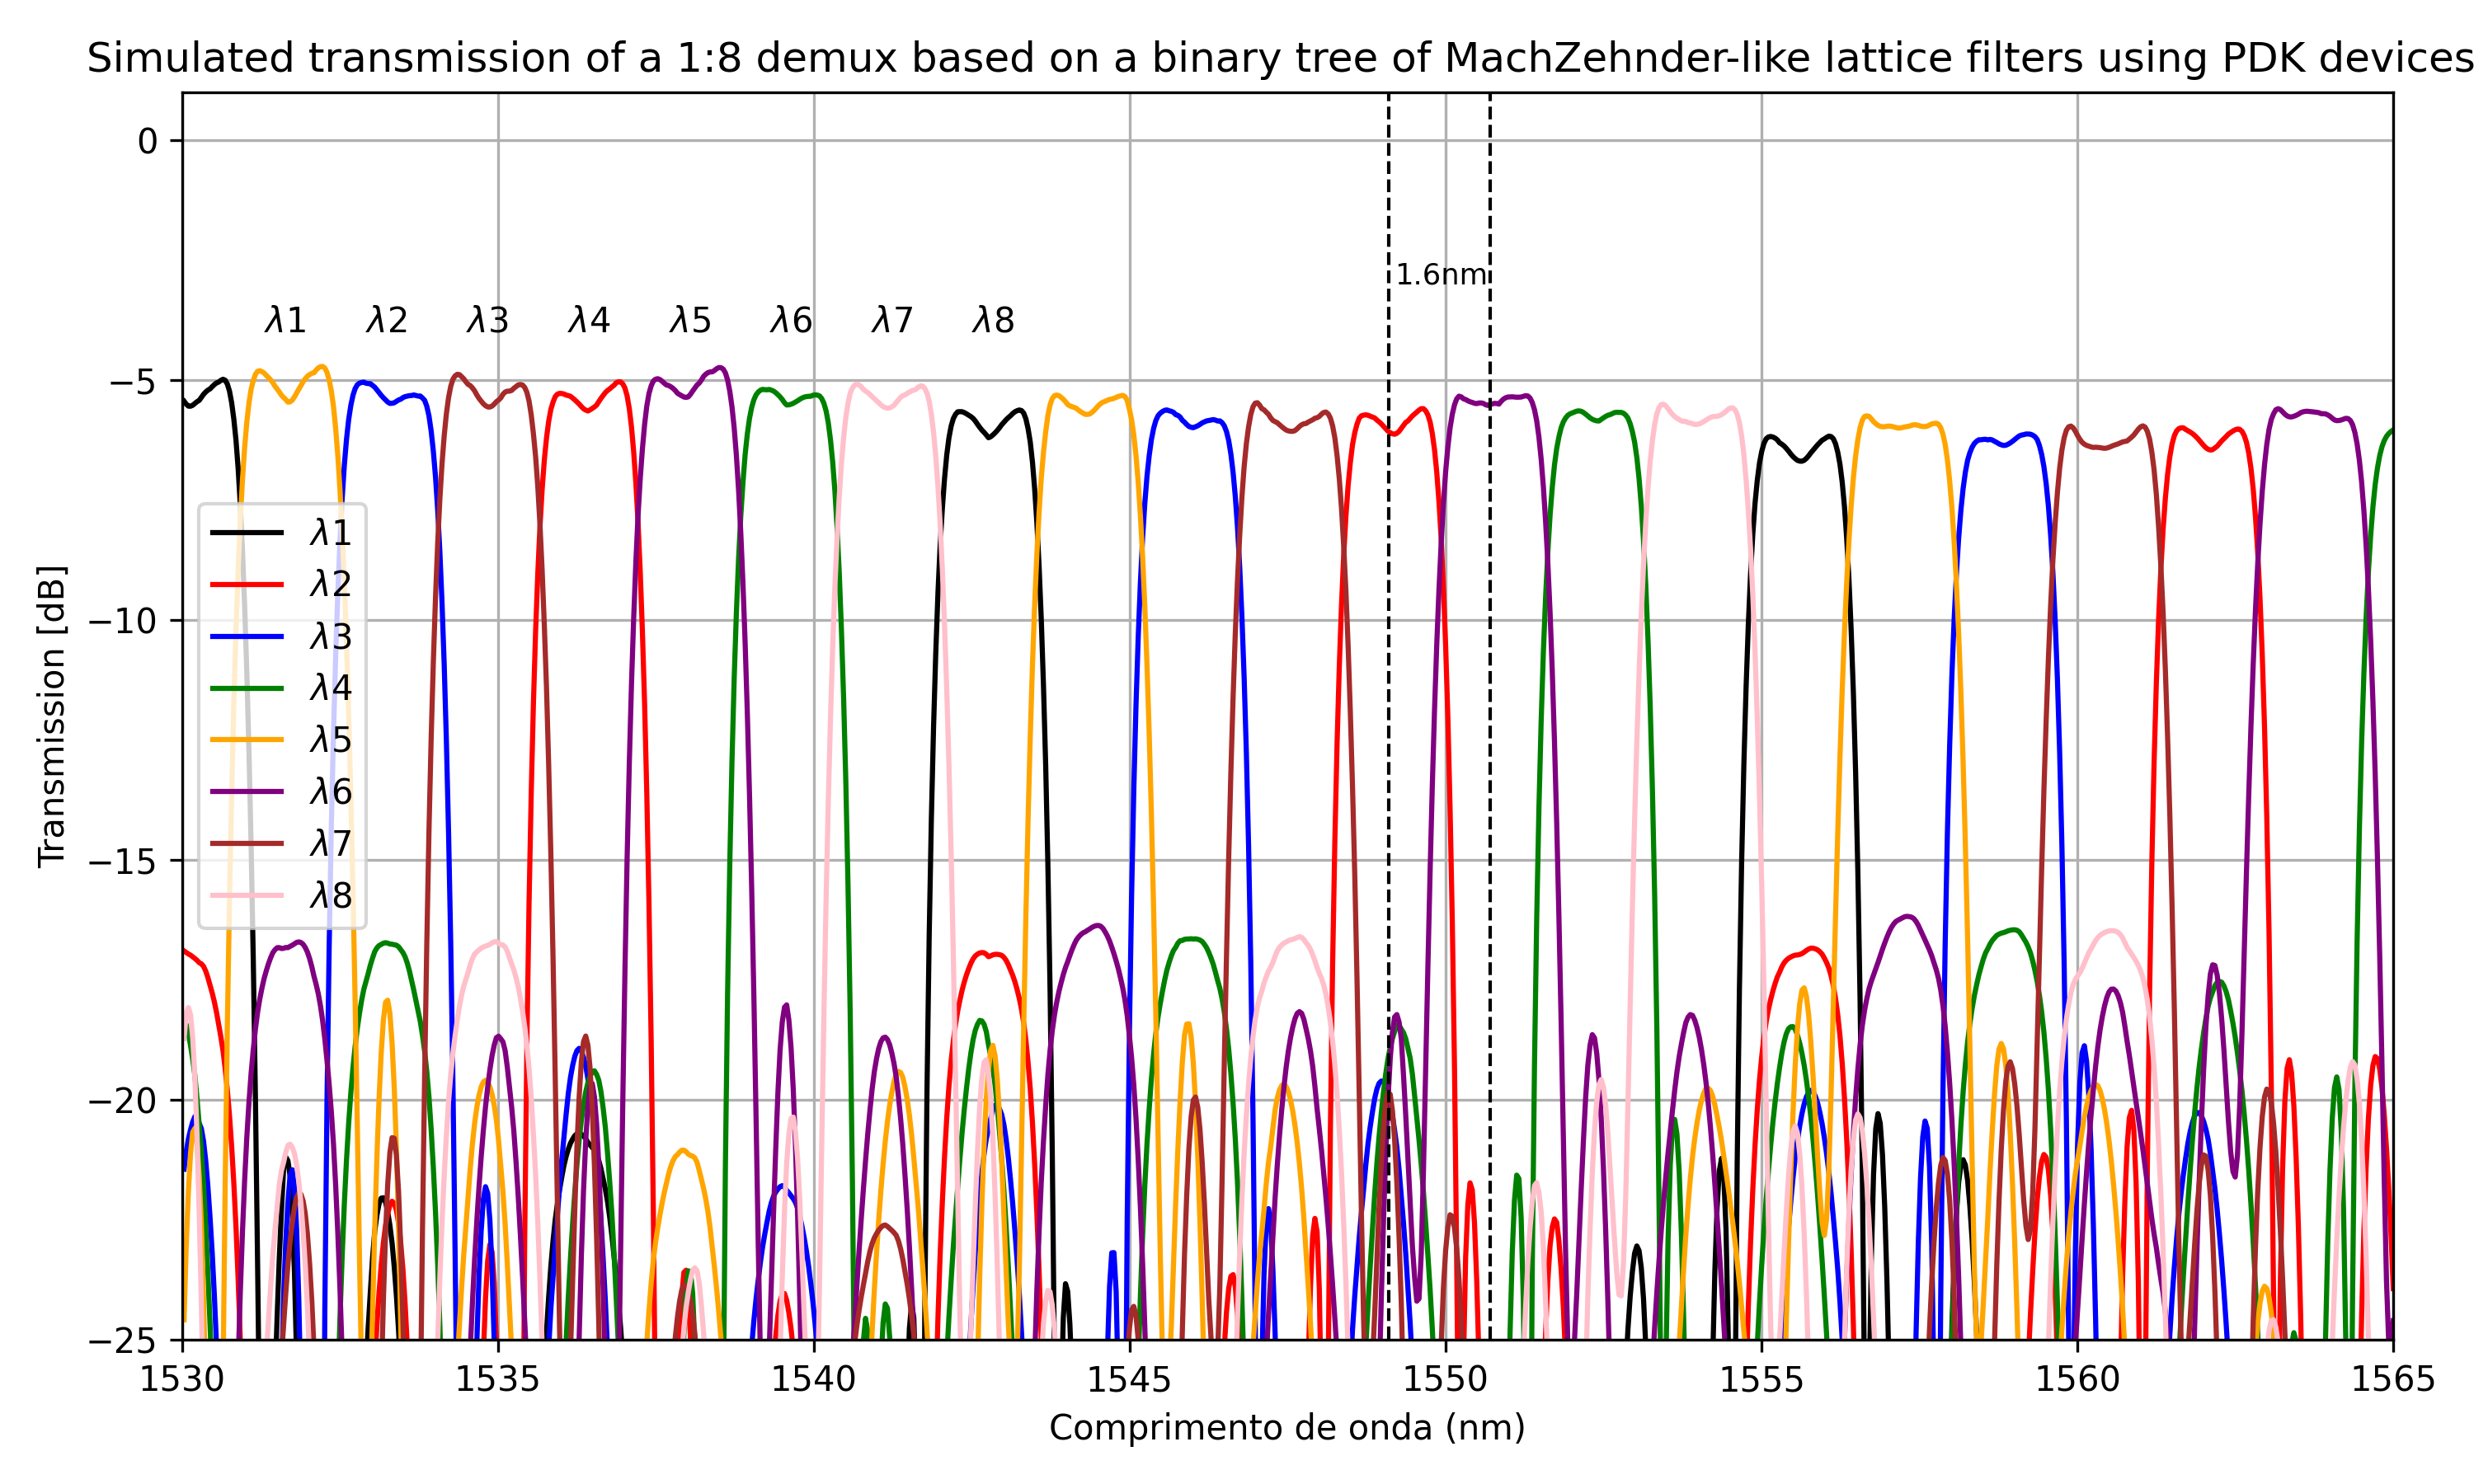 Simulated transmission of a 1:8 demux based on a binary tree of MachZehnder-like lattice filters using PDK devices
0
1.6nm
λ1 λ2 λ3 λ4 λ5 λ6 λ7 λ8
−5
λ1
λ2
−10
λ3
λ4
λ5
λ6
−15
λ7
λ8
−20
−25
Transmission [dB]
1530 1535 1540 1545 1550 1555 1560 1565
Comprimento de onda (nm)